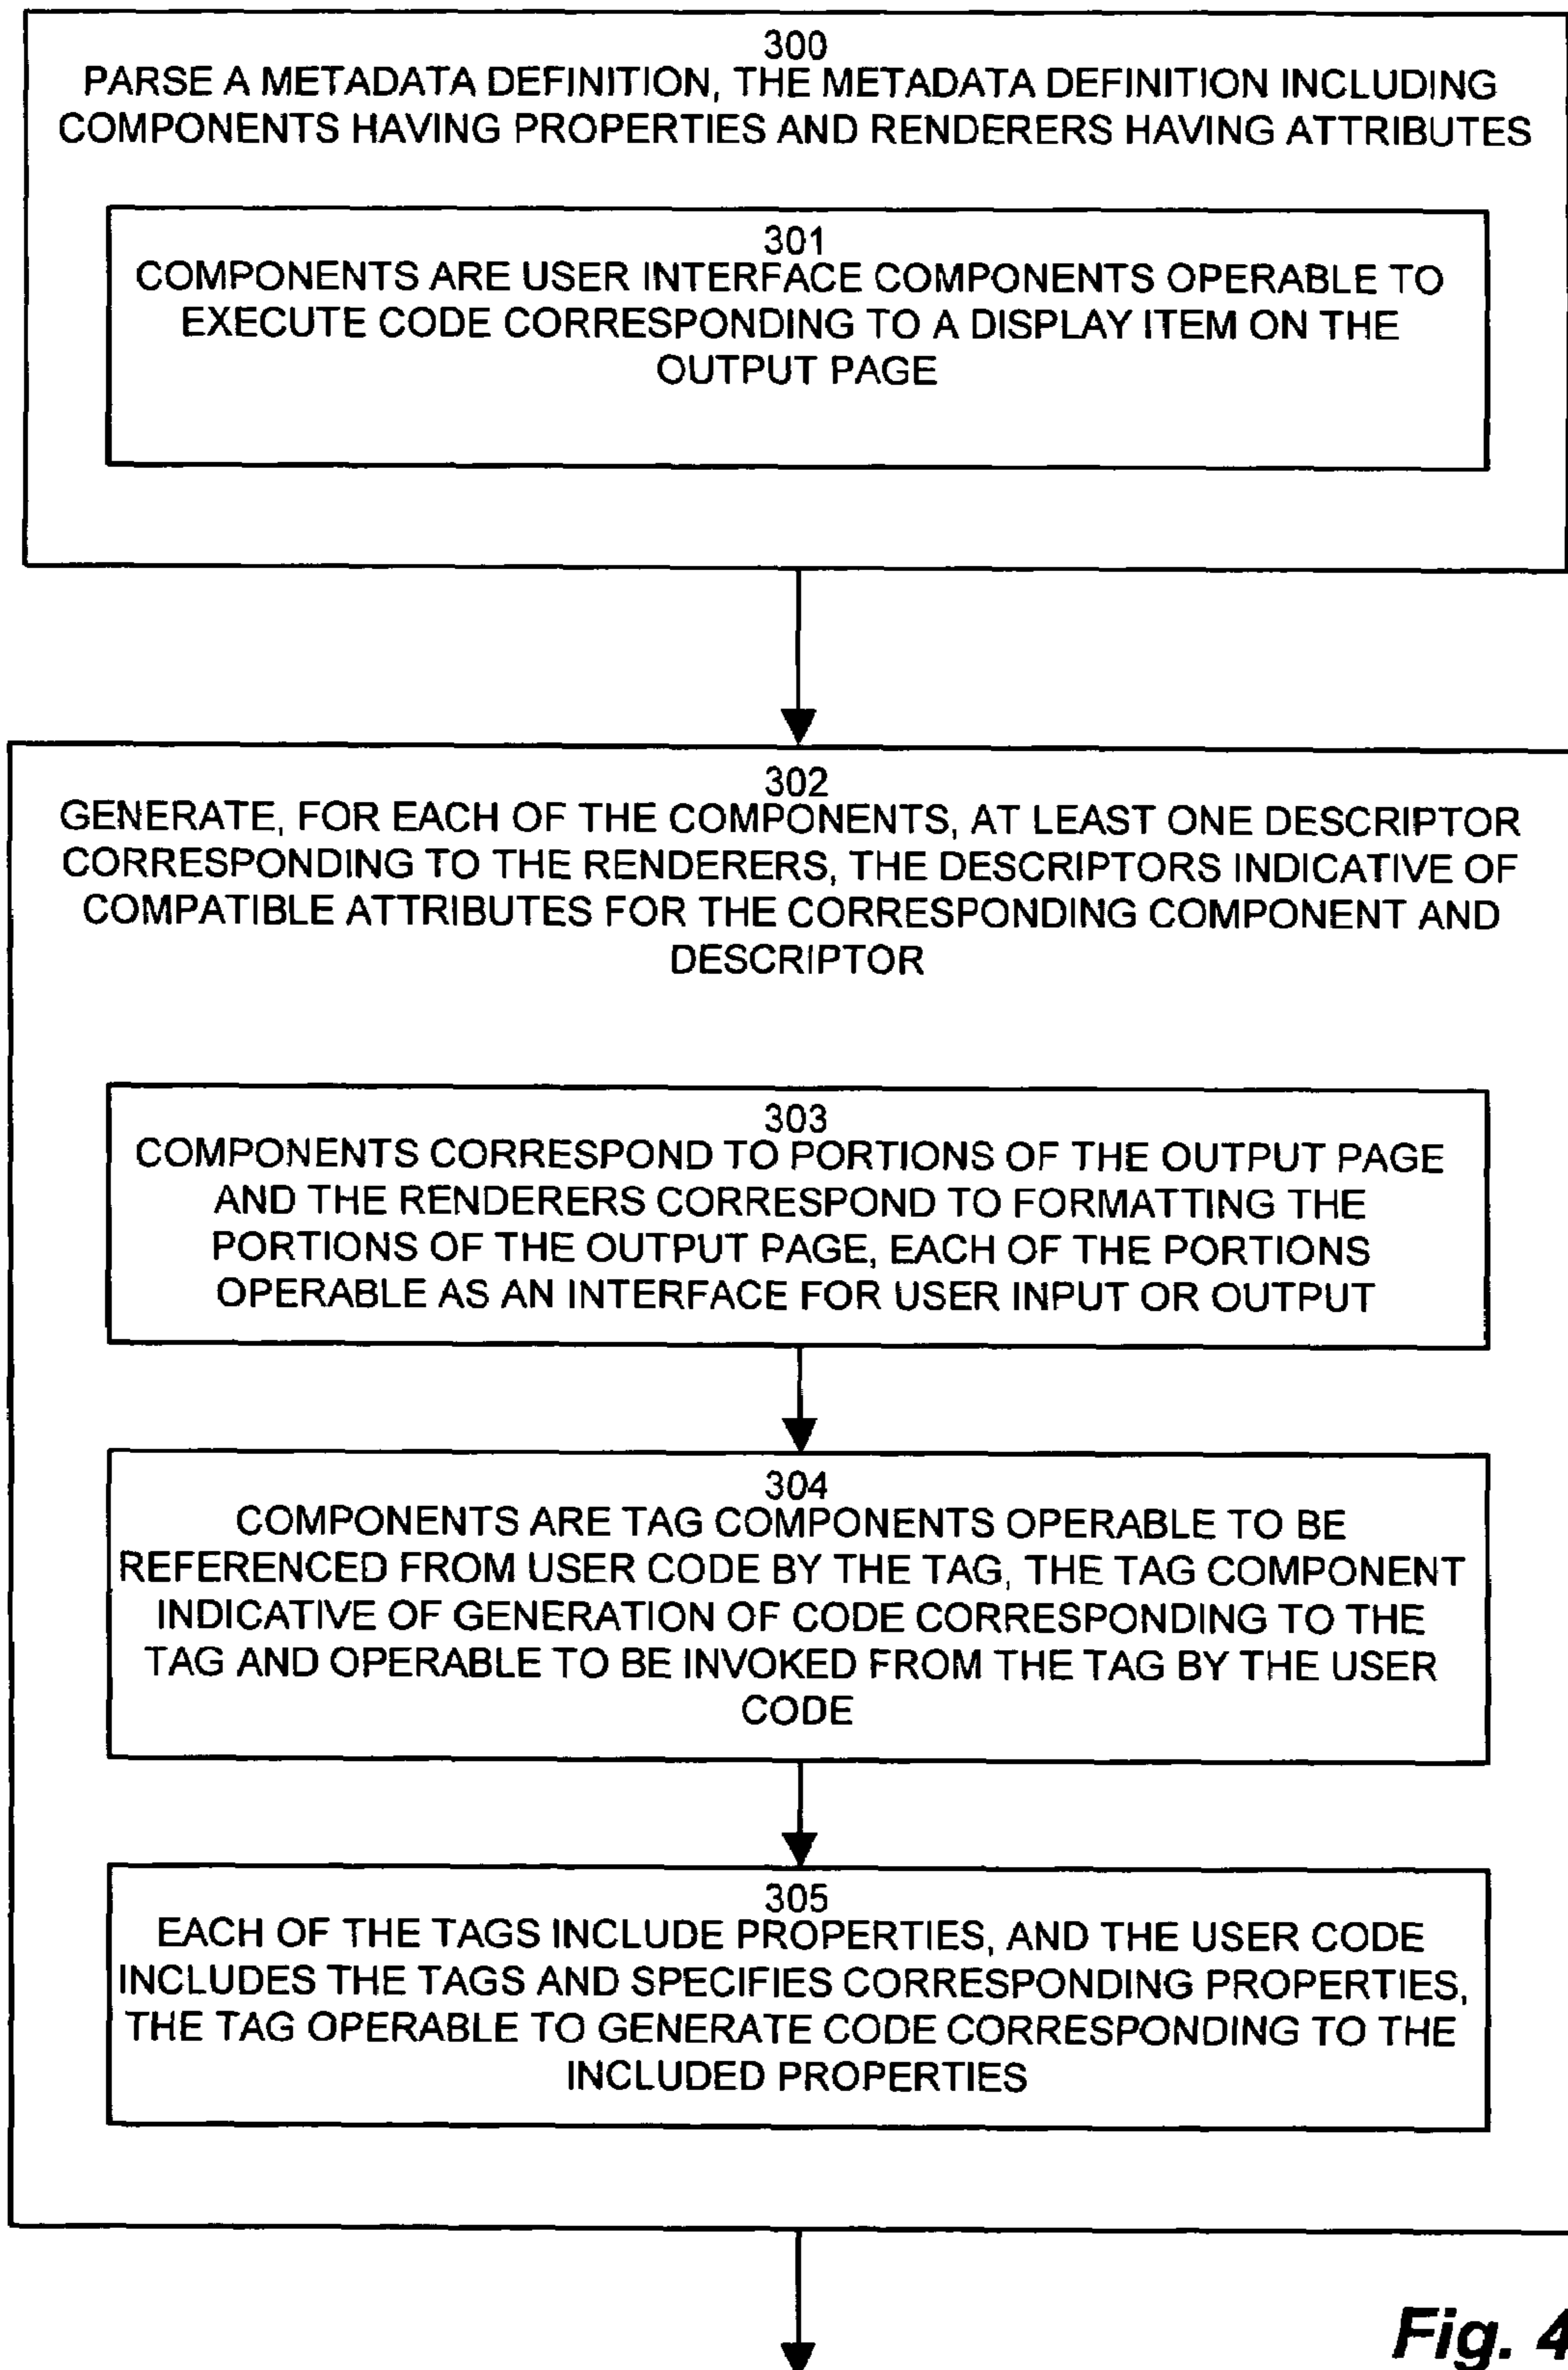 300
PARSE A METADATA DEFINITION, THE METADATA DEFINITION INCLUDING
COMPONENTS HAVING PROPERTIES AND RENDERERS HAVING ATTRIBUTES
301
COMPONENTS ARE USER INTERFACE COMPONENTS OPERABLE TO
EXECUTE CODE CORRESPONDING TO A DISPLAY ITEM ON THE
OUTPUT PAGE
302
GENERATE, FOR EACH OF THE COMPONENTS, AT LEAST ONE DESCRIPTOR
CORRESPONDING TO THE RENDERERS, THE DESCRIPTORS INDICATIVE OF
COMPATIBLE ATTRIBUTES FOR THE CORRESPONDING COMPONENT AND
DESCRIPTOR
303
COMPONENTS CORRESPOND TO PORTIONS OF THE OUTPUT PAGE
AND THE RENDERERS CORRESPOND TO FORMATTING THE
PORTIONS OF THE OUTPUT PAGE, EACH OF THE PORTIONS
OPERABLE AS AN INTERFACE FOR USER INPUT OR OUTPUT
304
COMPONENTS ARE TAG COMPONENTS OPERABLE TO BE
REFERENCED FROM USER CODE BY THE TAG, THE TAG COMPONENT
INDICATIVE OF GENERATION OF CODE CORRESPONDING TO THE
TAG AND OPERABLE TO BE INVOKED FROM THE TAG BY THE USER
CODE
305
EACH OF THE TAGS INCLUDE PROPERTIES, AND THE USER CODE
INCLUDES THE TAGS AND SPECIFIES CORRESPONDING PROPERTIES,
THE TAG OPERABLE TO GENERATE CODE CORRESPONDING TO THE
INCLUDED PROPERTIES
Fig. 4